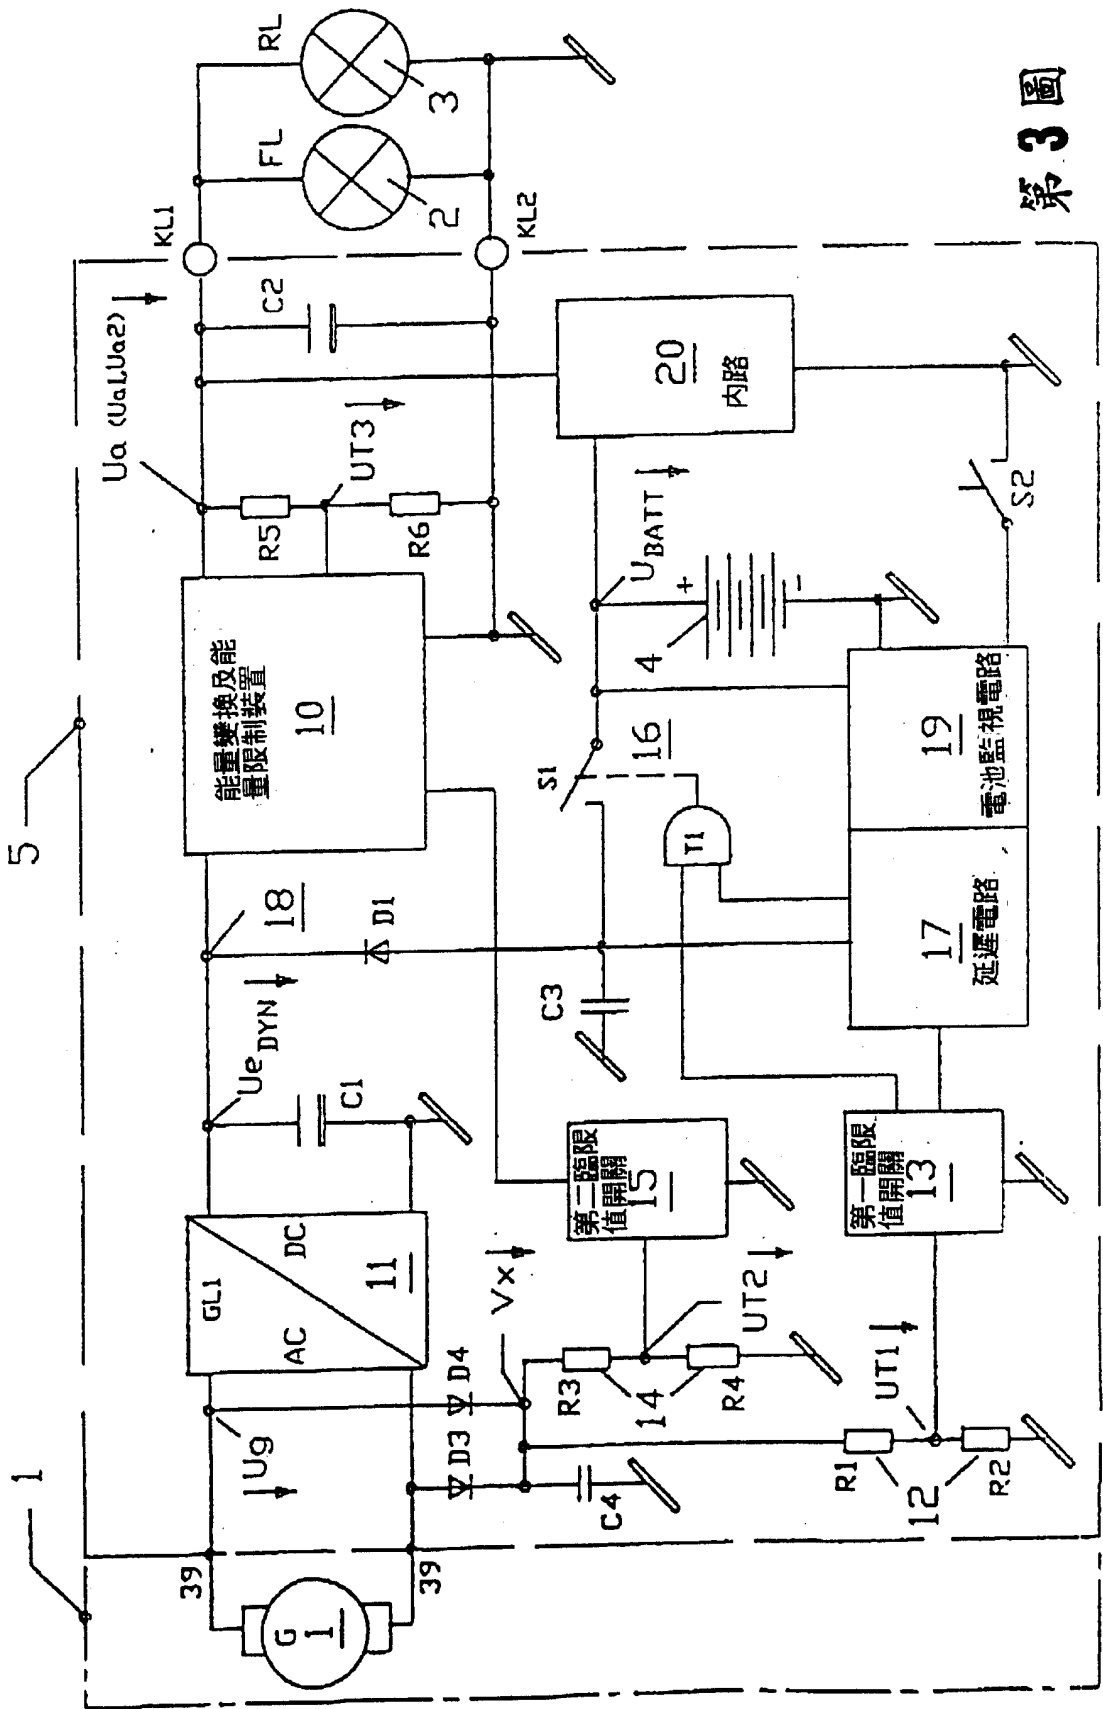 1
5
G
1
39
39
Ug
GL1
AC
DC
11
Ue DYN
C1
18
D1
能量變換及能
量限制裝置
10
Ua (Ua1,Ua2)
R5
UT3
R6
C2
KL1
KL2
FL
2
RL
3
D3
D4
Vx
C4
R3
14
R4
UT2
R1
12
R2
UT1
第二臨限
值開關
15
第一臨限
值開關
13
C3
S1
16
T1
4
+
-
U BATT
20
內路
17
延遲電路
19
電池監視電路
S2
第3圖